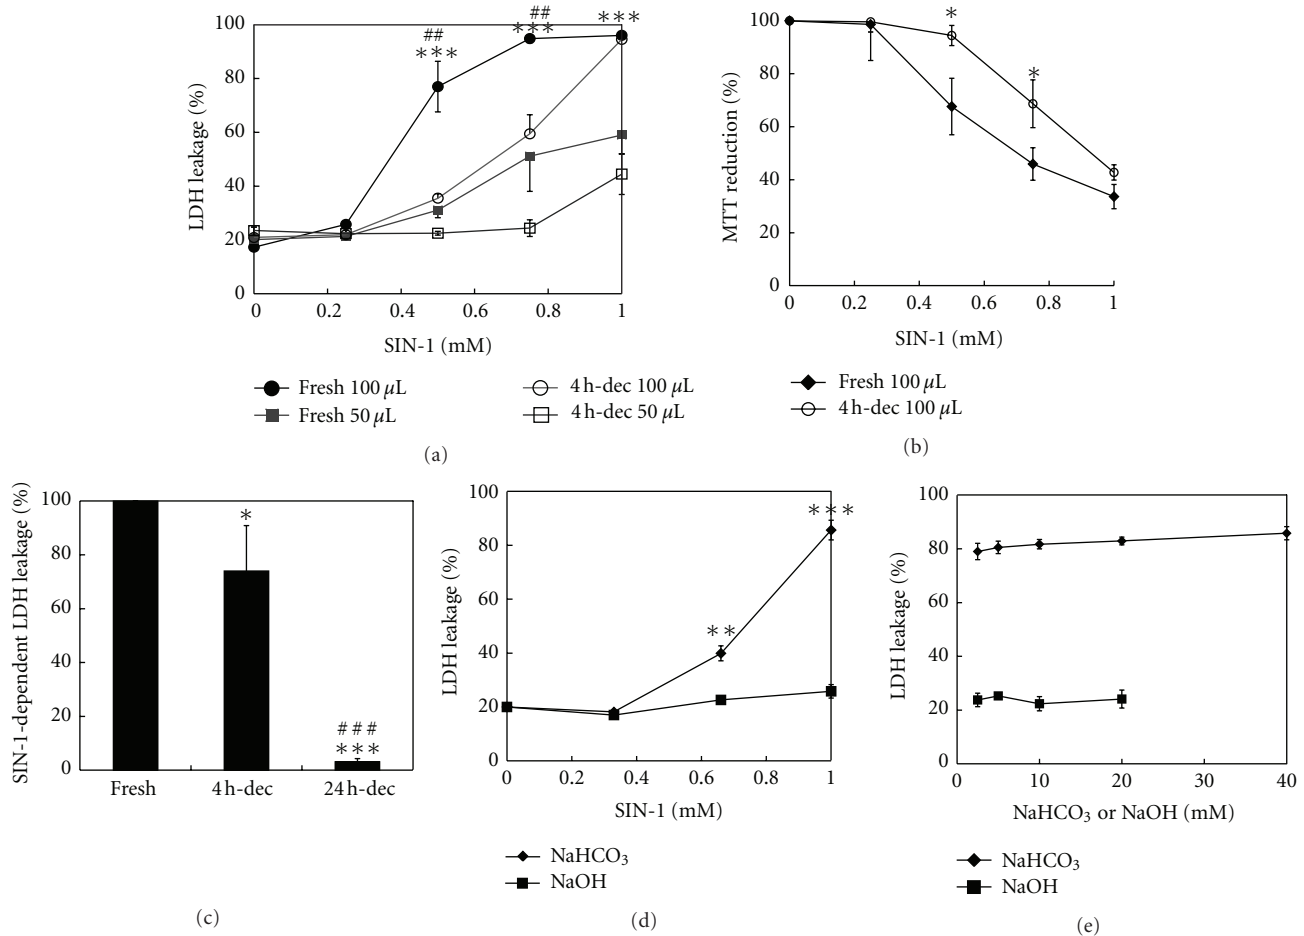 LDH leakage (%)
100
80
60
40
20
0
##
***
##
***
***
0
0.2
0.4
0.6
0.8
1
SIN-1 (mM)
Fresh 100 µL
Fresh 50 µL
4 h-dec 100 µL
4 h-dec 50 µL
(a)
MTT reduction (%)
100
80
60
40
20
0
*
*
0
0.2
0.4
0.6
0.8
1
SIN-1 (mM)
Fresh 100 µL
4 h-dec 100 µL
(b)
SIN-1-dependent LDH leakage (%)
100
80
60
40
20
0
*
###
***
Fresh
4 h-dec
24 h-dec
(c)
LDH leakage (%)
100
80
60
40
20
0
**
***
0
0.2
0.4
0.6
0.8
1
SIN-1 (mM)
NaHCO₃
NaOH
(d)
LDH leakage (%)
100
80
60
40
20
0
0
10
20
30
40
NaHCO₃ or NaOH (mM)
NaHCO₃
NaOH
(e)